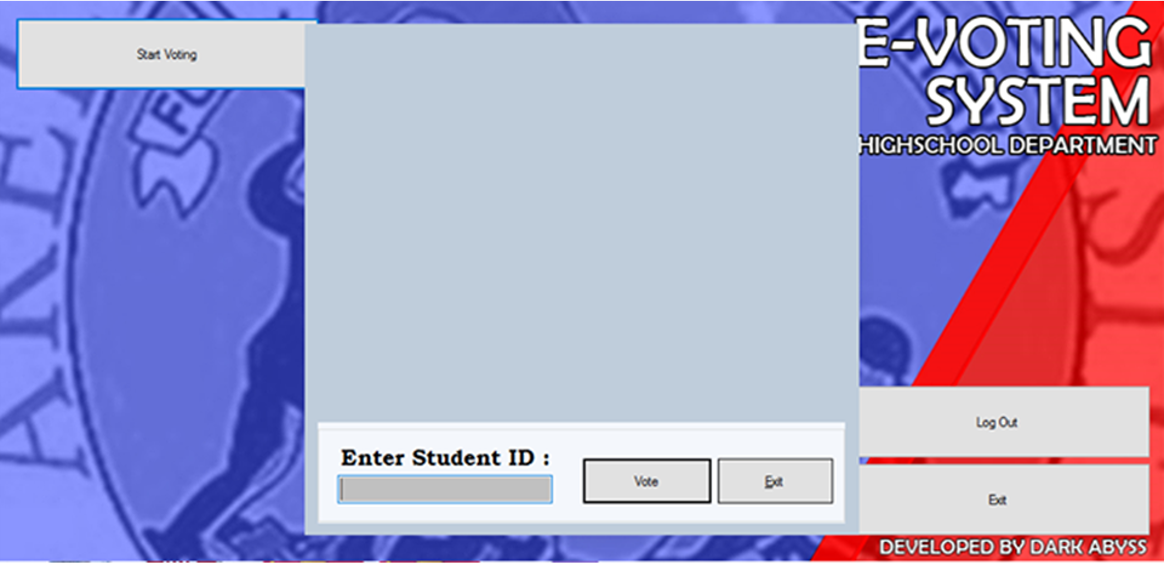 Start Voting
E-VOTING
SYSTEM
HIGHSCHOOL DEPARTMENT
Log Out
Enter Student ID :
Vote
Exit
Exit
DEVELOPED BY DARK ABYSS